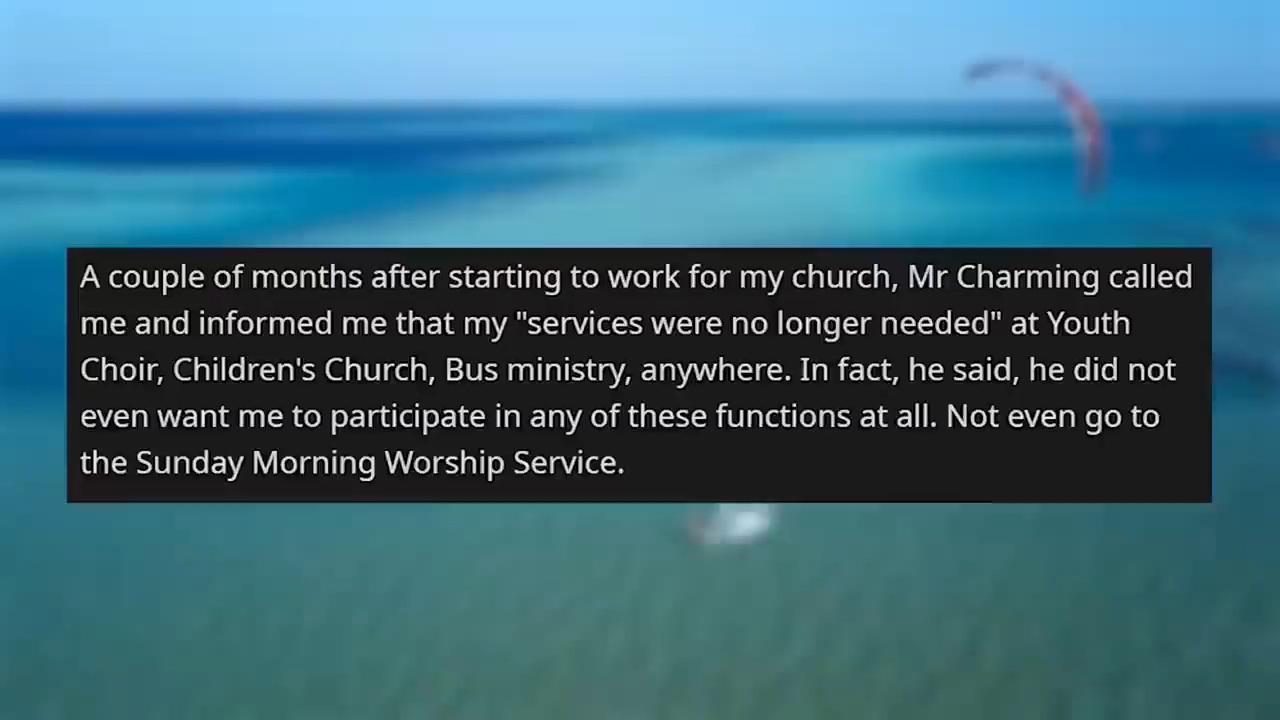 A couple of months after starting to work for my church, Mr Charming called
me and informed me that my "services were no longer needed" at Youth
Choir, Children's Church, Bus ministry, anywhere. In fact, he said, he did not
even want me to participate in any of these functions at all. Not even go to
the Sunday Morning Worship Service.